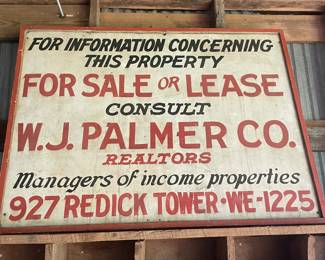 FOR INFORMATION CONCERNING
THIS PROPERTY
FOR SALE OR LEASE
CONSULT
W.J. PALMER CO.
REALTORS
Managers of income properties
927 REDICK TOWER·WE-1225